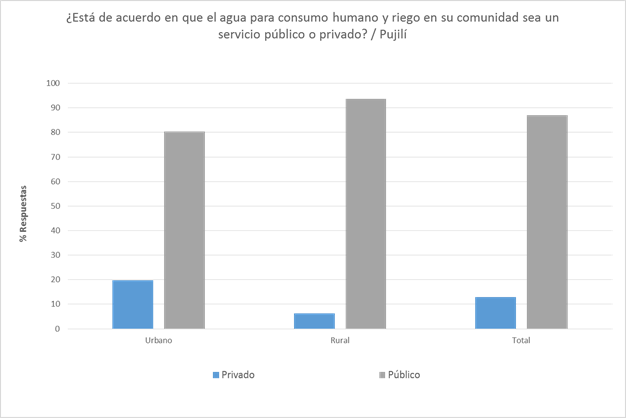 ¿Está de acuerdo en que el agua para consumo humano y riego en su comunidad sea un
servicio público o privado? / Pujilí
% Respuestas
100
90
80
70
60
50
40
30
20
10
0
Urbano
Rural
Total
Privado
Público